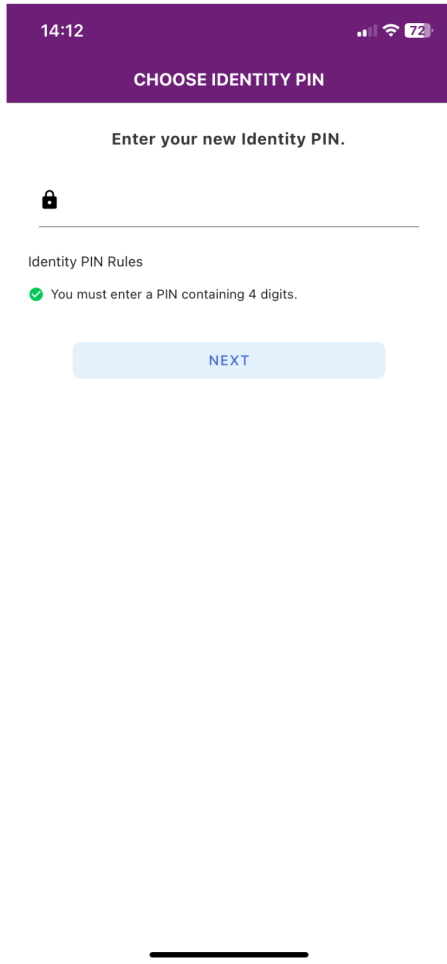 14:12
72
CHOOSE IDENTITY PIN
Enter your new Identity PIN.
Identity PIN Rules
You must enter a PIN containing 4 digits.
NEXT